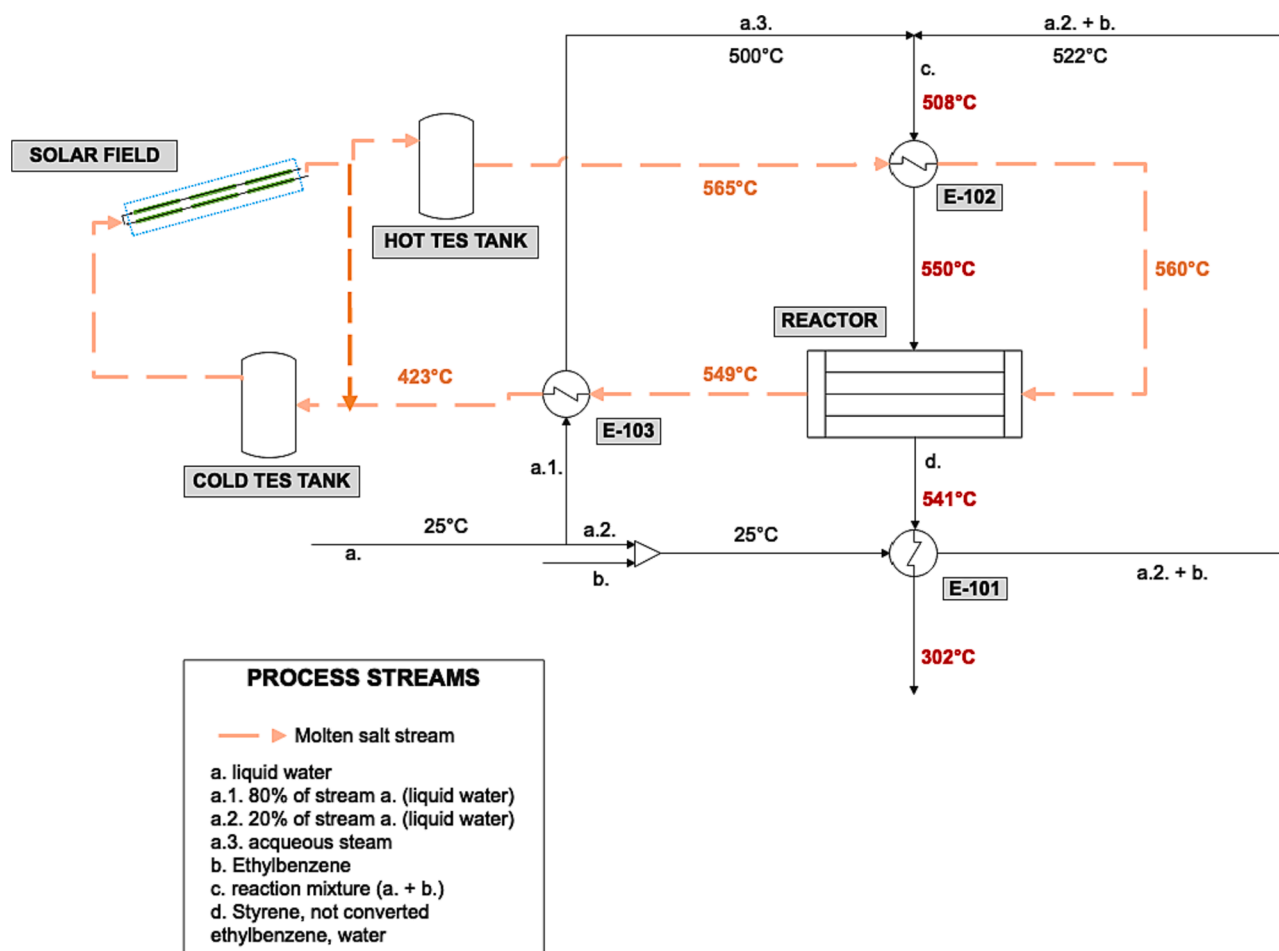 a.3.
500°C
a.2. + b.
522°C
c.
508°C
SOLAR FIELD
565°C
E-102
HOT TES TANK
550°C
560°C
REACTOR
423°C
549°C
E-103
COLD TES TANK
a.1.
d.
541°C
25°C
a.
a.2.
b.
25°C
E-101
a.2. + b.
302°C
PROCESS STREAMS
Molten salt stream
a. liquid water
a.1. 80% of stream a. (liquid water)
a.2. 20% of stream a. (liquid water)
a.3. acqueous steam
b. Ethylbenzene
c. reaction mixture (a. + b.)
d. Styrene, not converted
ethylbenzene, water